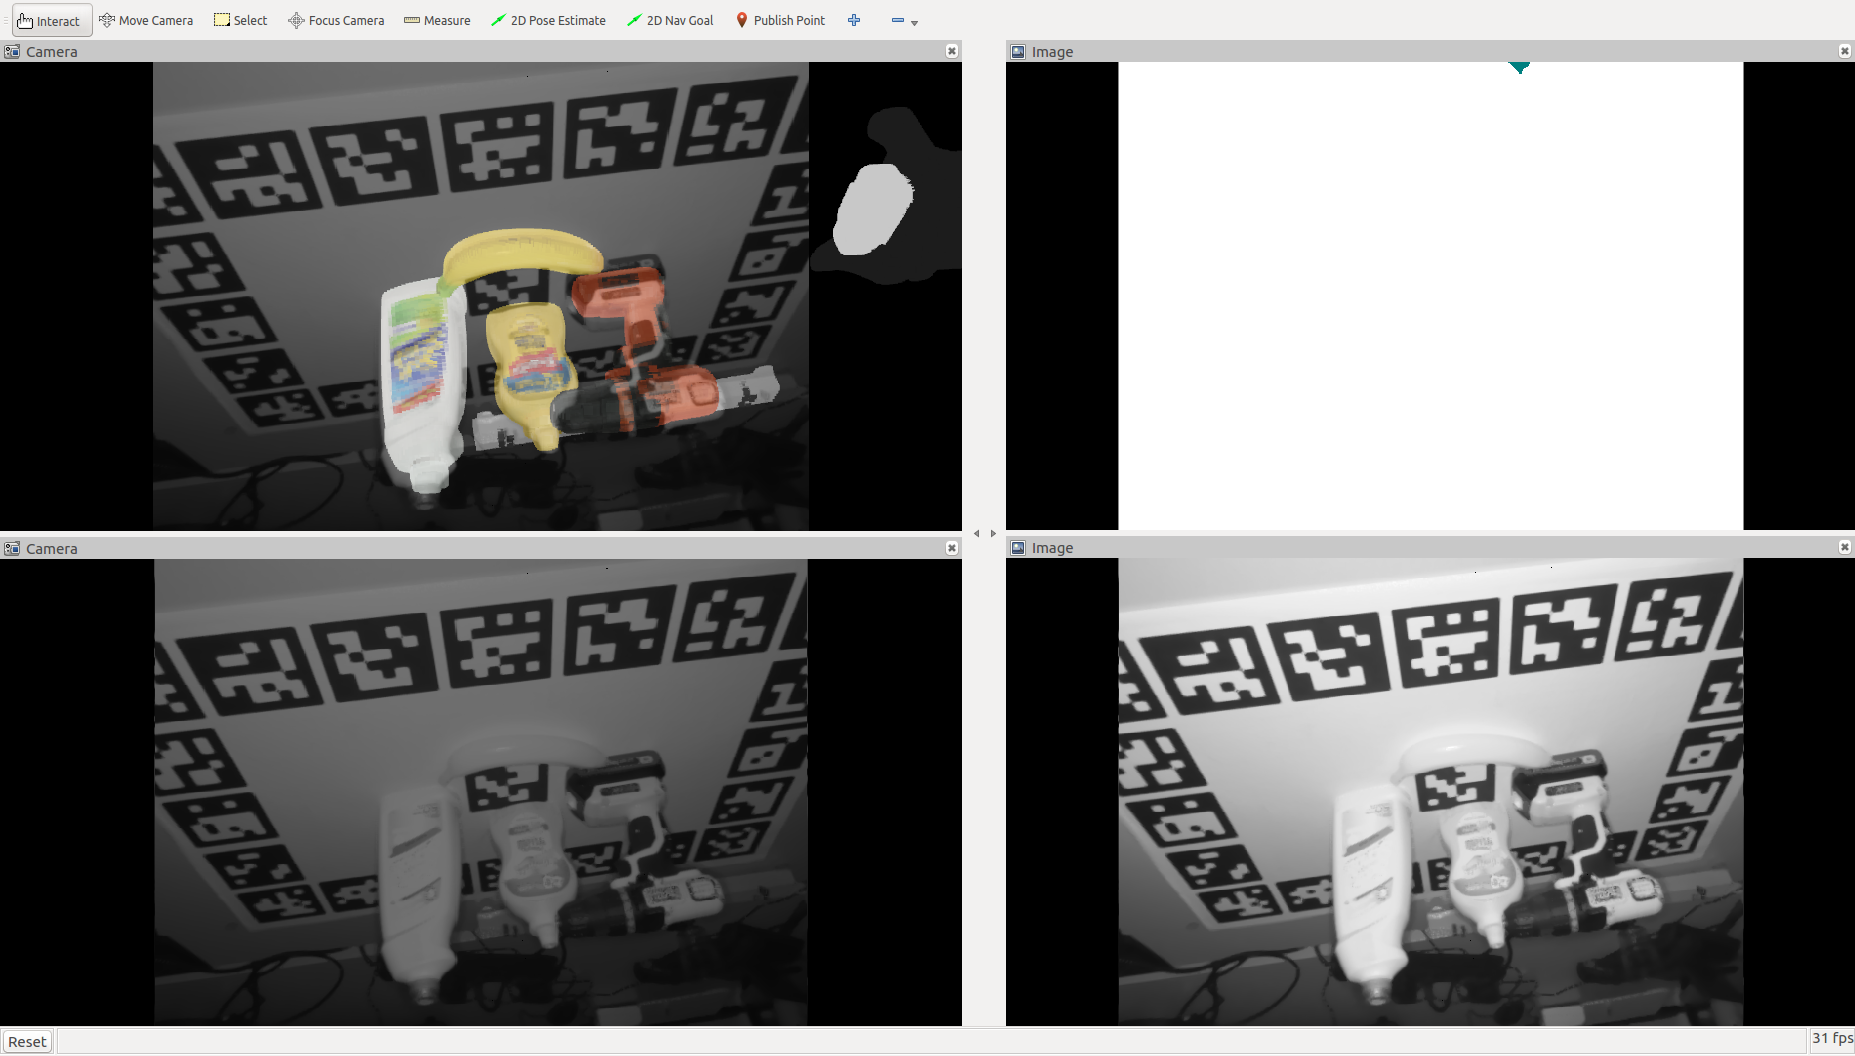 Interact Move Camera Select Focus Camera Measure 2D Pose Estimate 2D Nav Goal Publish Point
Camera
Image
Camera
Image
Reset
31 fps